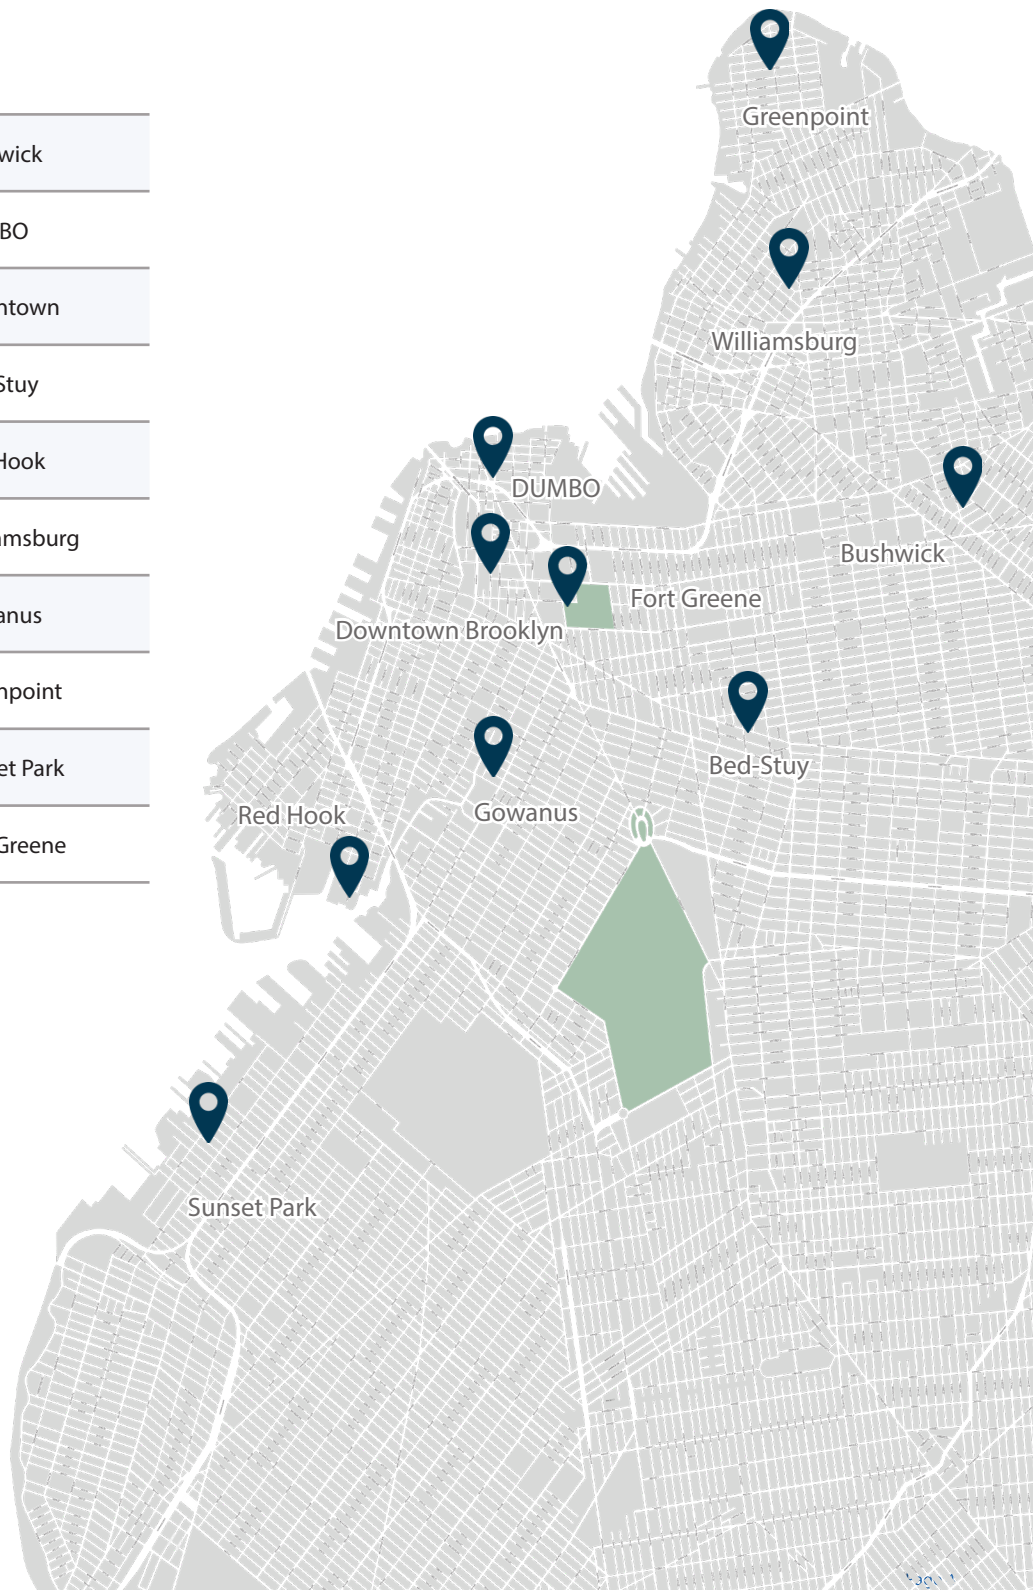 wick
BO
ntown
Stuy
Hook
amsburg
anus
npoint
et Park
Greene
Greenpoint
Williamsburg
DUMBO
Bushwick
Fort Greene
Downtown Brooklyn
Bed-Stuy
Gowanus
Red Hook
Sunset Park